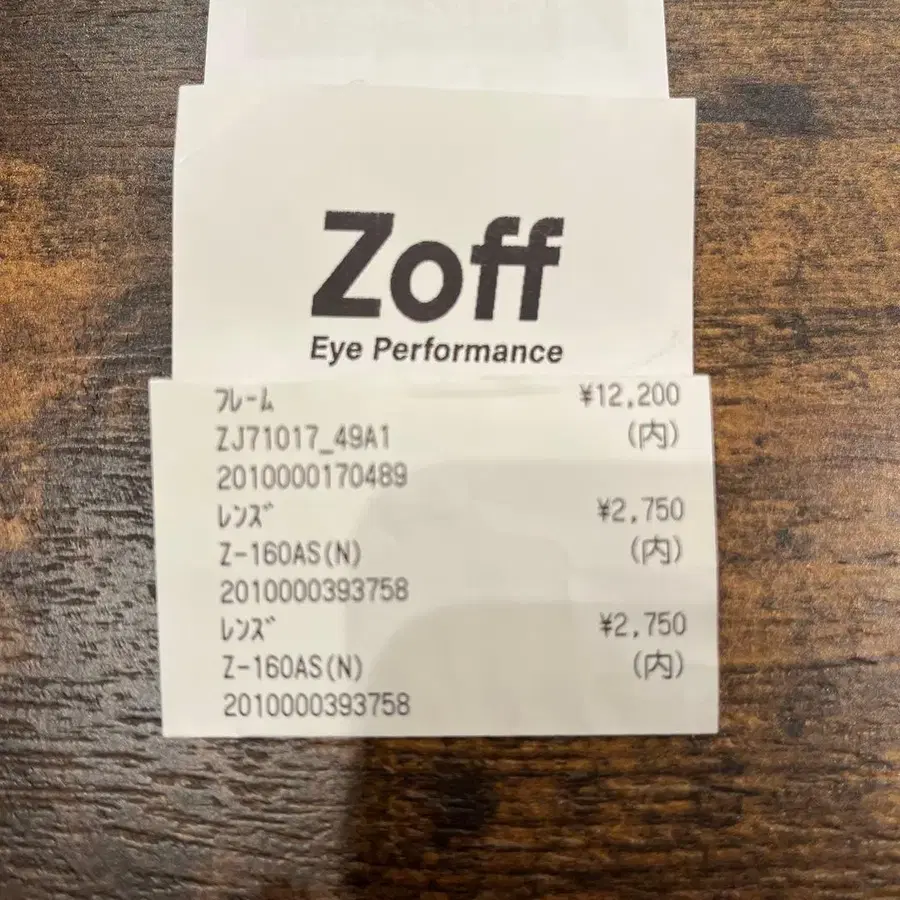 Zoff
Eye Performance
フレーム ¥12,200
ZJ71017_49A1 (内)
2010000170489
レンズ ¥2,750
Z-160AS(N) (内)
2010000393758
レンズ ¥2,750
Z-160AS(N) (内)
2010000393758